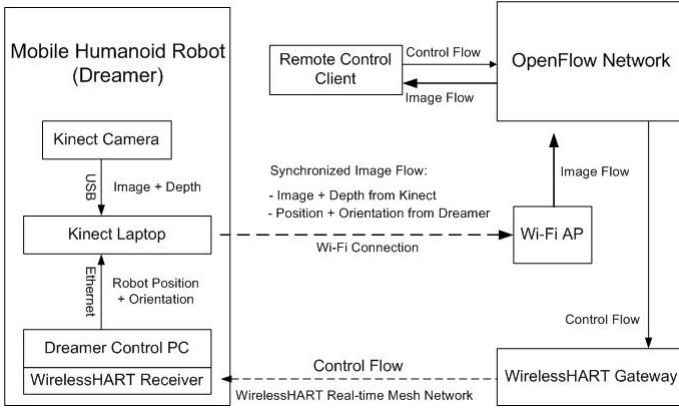 Mobile Humanoid Robot
(Dreamer)
Kinect Camera
USB
Image + Depth
Kinect Laptop
Ethernet
Robot Position
+ Orientation
Dreamer Control PC
WirelessHART Receiver
Remote Control
Client
Control Flow
Image Flow
OpenFlow Network
Synchronized Image Flow:
- Image + Depth from Kinect
- Position + Orientation from Dreamer
Wi-Fi Connection
Image Flow
Wi-Fi AP
Control Flow
Control Flow
WirelessHART Real-time Mesh Network
WirelessHART Gateway